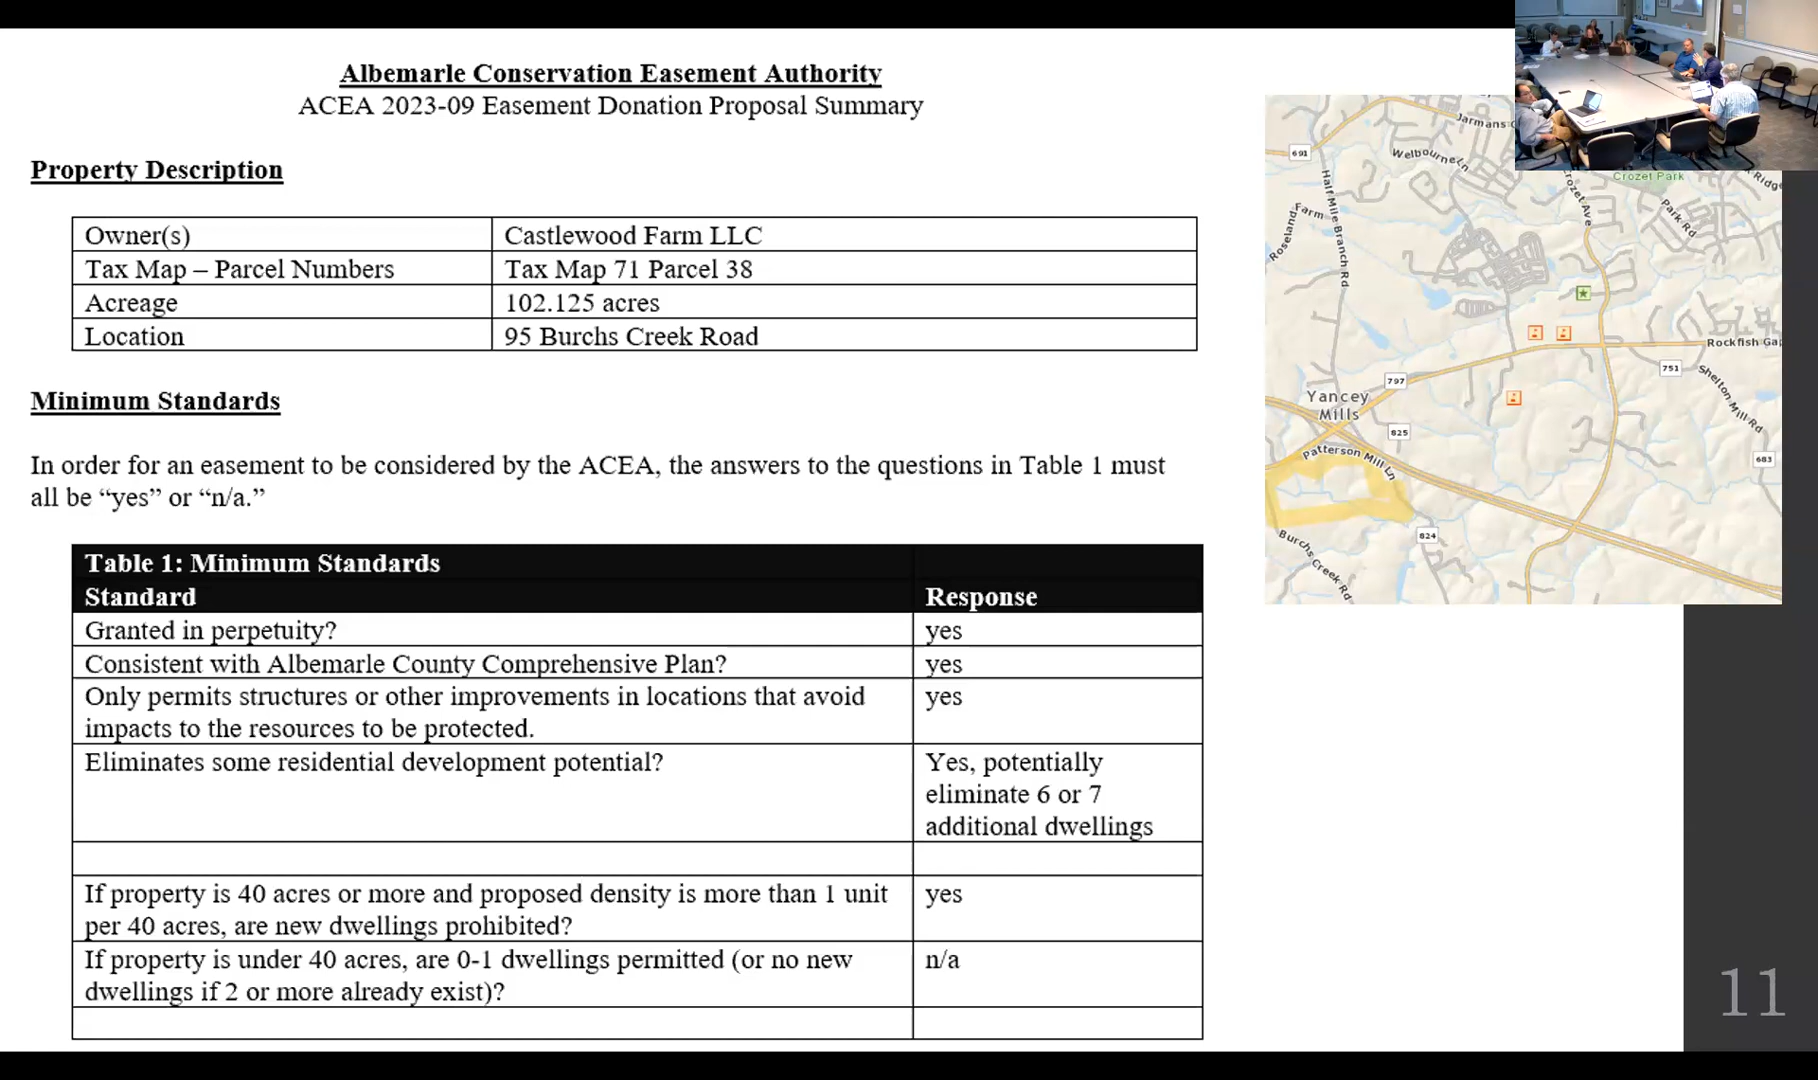 Albemarle Conservation Easement Authority
ACEA 2023-09 Easement Donation Proposal Summary
Property Description
Owner(s) Castlewood Farm LLC
Tax Map – Parcel Numbers Tax Map 71 Parcel 38
Acreage 102.125 acres
Location 95 Burchs Creek Road
Minimum Standards
In order for an easement to be considered by the ACEA, the answers to the questions in Table 1 must
all be “yes” or “n/a.”
Table 1: Minimum Standards
Standard Response
Granted in perpetuity? yes
Consistent with Albemarle County Comprehensive Plan? yes
Only permits structures or other improvements in locations that avoid yes
impacts to the resources to be protected.
Eliminates some residential development potential? Yes, potentially
eliminate 6 or 7
additional dwellings
If property is 40 acres or more and proposed density is more than 1 unit yes
per 40 acres, are new dwellings prohibited?
If property is under 40 acres, are 0-1 dwellings permitted (or no new n/a
dwellings if 2 or more already exist)?
Jarmans
691
Welbourne Ln
Crozet Park
Ridge
Half Mile Branch Rd
Crozet Ave
Park Rd
Roseland Farm
Rockfish Ga
751
797
Shelton Mill Rd
Yancey
Mills
825
Patterson Mill Ln
683
824
Burchs Creek Rd
11